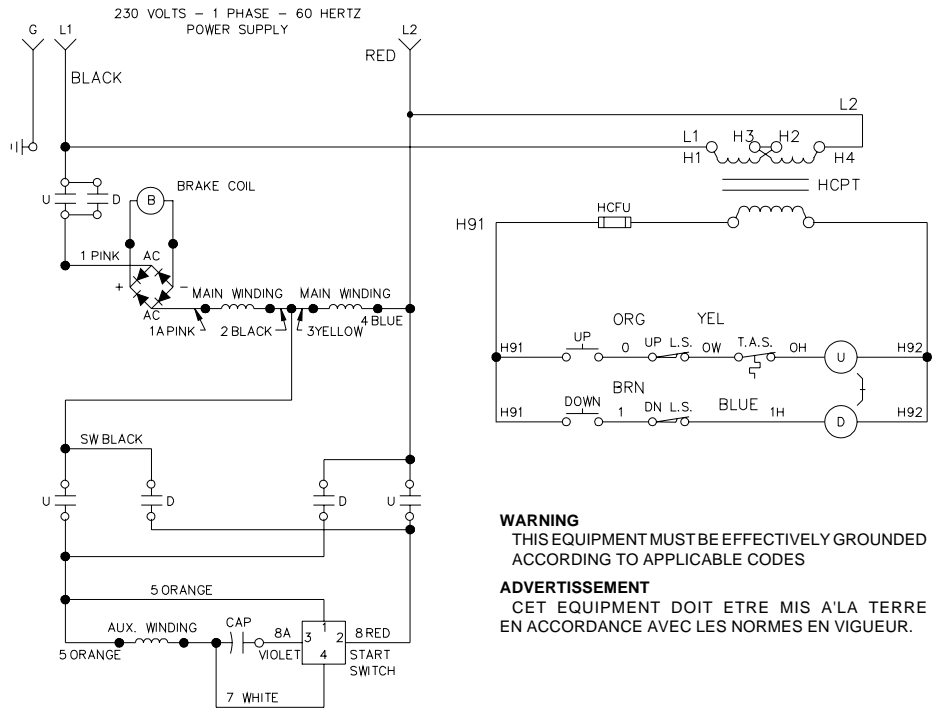 230 VOLTS – 1 PHASE – 60 HERTZ
POWER SUPPLY
G
L1
L2
BLACK
RED
L2
L1
H3
H2
H1
H4
HCPT
U
D
BRAKE COIL
B
HCFU
H91
1 PINK
AC
+
–
AC
MAIN WINDING
MAIN WINDING
1A PINK
2 BLACK
3 YELLOW
4 BLUE
ORG
YEL
H91
UP
0
UP L.S.
OW
T.A.S.
OH
U
H92
BRN
H91
DOWN
1
DN L.S.
BLUE
1H
D
H92
SW BLACK
U
D
D
U
WARNING
THIS EQUIPMENT MUST BE EFFECTIVELY GROUNDED
ACCORDING TO APPLICABLE CODES
ADVERTISSEMENT
CET EQUIPMENT DOIT ETRE MIS A'LA TERRE
EN ACCORDANCE AVEC LES NORMES EN VIGUEUR.
5 ORANGE
AUX. WINDING
CAP
8A
3
1
2
4
8 RED
5 ORANGE
VIOLET
START
SWITCH
7 WHITE